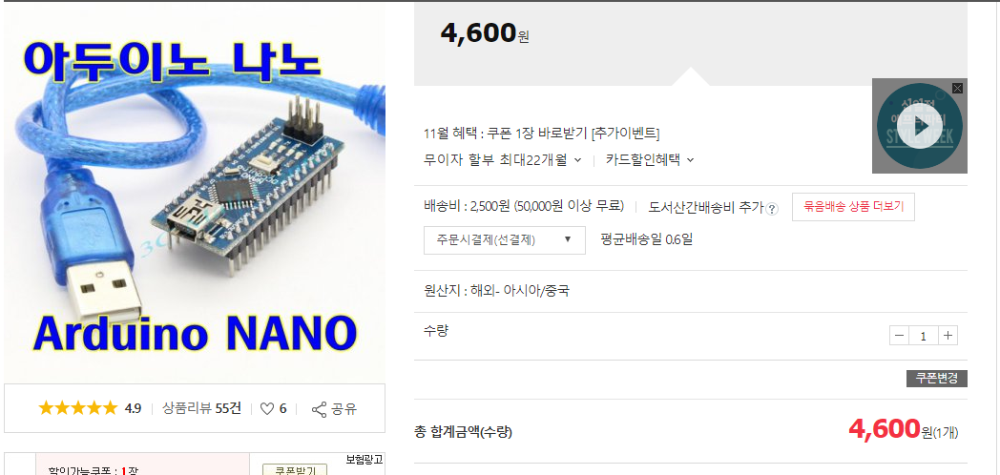 아두이노 나노
Arduino NANO
4.9
상품리뷰 55건
6
공유
보험광고
할인가능쿠폰 : 1장
쿠폰받기
4,600원
11월 혜택 : 쿠폰 1장 바로받기 [추가이벤트]
무이자 할부 최대22개월
카드할인혜택
STYLE WEEK
배송비 : 2,500원 (50,000원 이상 무료)
도서산간배송비 추가 ?
묶음배송 상품 더보기
주문시결제(선결제) ▼
평균배송일 0.6일
원산지 : 해외- 아시아/중국
수량
1
쿠폰변경
총 합계금액(수량)
4,600원(1개)